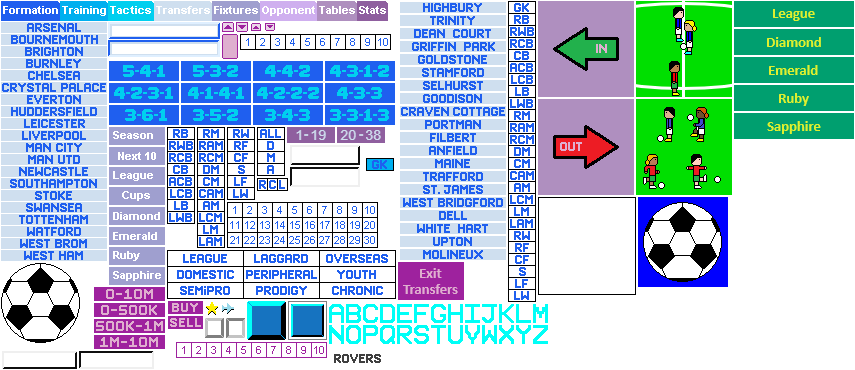 Formation Training Tactics Transfers Fixtures Opponent Tables Stats
ARSENAL
BOURNEMOUTH
BRIGHTON
BURNLEY
CHELSEA
CRYSTAL PALACE
EVERTON
HUDDERSFIELD
LEICESTER
LIVERPOOL
MAN CITY
MAN UTD
NEWCASTLE
SOUTHAMPTON
STOKE
SWANSEA
TOTTENHAM
WATFORD
WEST BROM
WEST HAM
1 2 3 4 5 6 7 8 9 10
5-4-1 5-3-2 4-4-2 4-3-1-2
4-2-3-1 4-1-4-1 4-2-2-2 4-3-3
3-6-1 3-5-2 3-4-3 3-3-1-3
Season
Next 10
League
Cups
Diamond
Emerald
Ruby
Sapphire
RB
RWB
RCB
CB
ACB
LCB
LB
LWB
RM
RAM
RCM
DM
CM
CAM
AM
LCM
LM
LAM
RW
RF
CF
S
LF
LW
ALL
D
M
A
RCL
1-19 20-38
GK
1 2 3 4 5 6 7 8 9 10
11 12 13 14 15 16 17 18 19 20
21 22 23 24 25 26 27 28 29 30
LEAGUE LAGGARD OVERSEAS
DOMESTIC PERIPHERAL YOUTH
SEMIPRO PRODIGY CHRONIC
0-10M
0-500K
500K-1M
1M-10M
BUY
SELL
ABCDEFGHIJKLM
NOPQRSTUVWXYZ
1 2 3 4 5 6 7 8 9 10
ROVERS
HIGHBURY
TRINITY
DEAN COURT
GRIFFIN PARK
GOLDSTONE
STAMFORD
SELHURST
GOODISON
CRAVEN COTTAGE
PORTMAN
FILBERT
ANFIELD
MAINE
TRAFFORD
ST.JAMES
WEST BRIDGFORD
DELL
WHITE HART
UPTON
MOLINEUX
Exit
Transfers
GK
RB
RWB
RCB
CB
ACB
LCB
LB
LWB
RM
RAM
RCM
DM
CM
CAM
AM
LCM
LM
LAM
RW
RF
CF
S
LF
LW
IN
OUT
League
Diamond
Emerald
Ruby
Sapphire